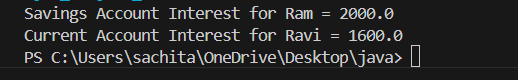 Savings Account Interest for Ram = 2000.0
Current Account Interest for Ravi = 1600.0
PS C:\Users\sachita\OneDrive\Desktop\java>